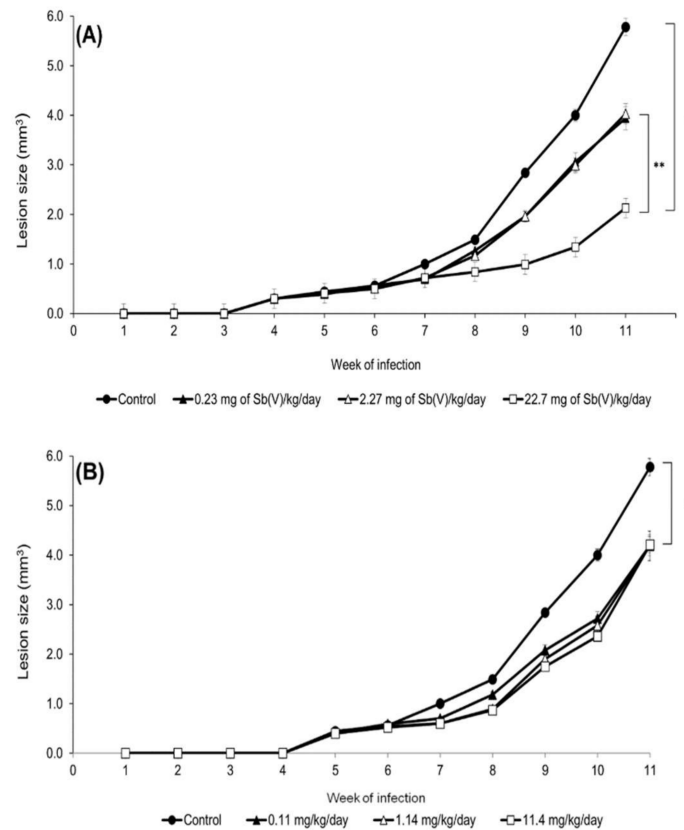 (A)
6.0
5.0
4.0
3.0
2.0
1.0
0.0
Lesion size (mm³)
**
0 1 2 3 4 5 6 7 8 9 10 11
Week of infection
Control 0.23 mg of Sb(V)/kg/day 2.27 mg of Sb(V)/kg/day 22.7 mg of Sb(V)/kg/day
(B)
6.0
5.0
4.0
3.0
2.0
1.0
0.0
Lesion size (mm³)
0 1 2 3 4 5 6 7 8 9 10 11
Week of infection
Control 0.11 mg/kg/day 1.14 mg/kg/day 11.4 mg/kg/day